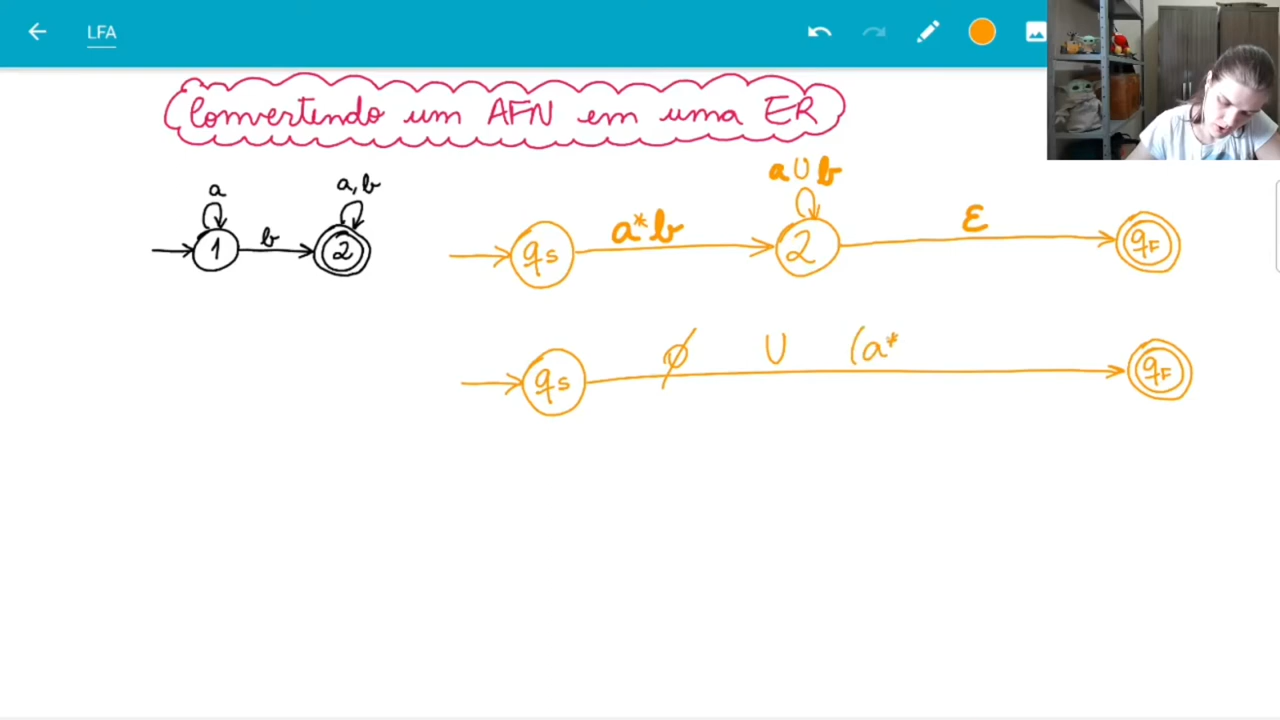 LFA
Convertendo um AFN em uma ER
a
a,b
1
b
2
a∪b
qs
a*b
2
ε
qF
qs
∅ ∪ (a*
qF